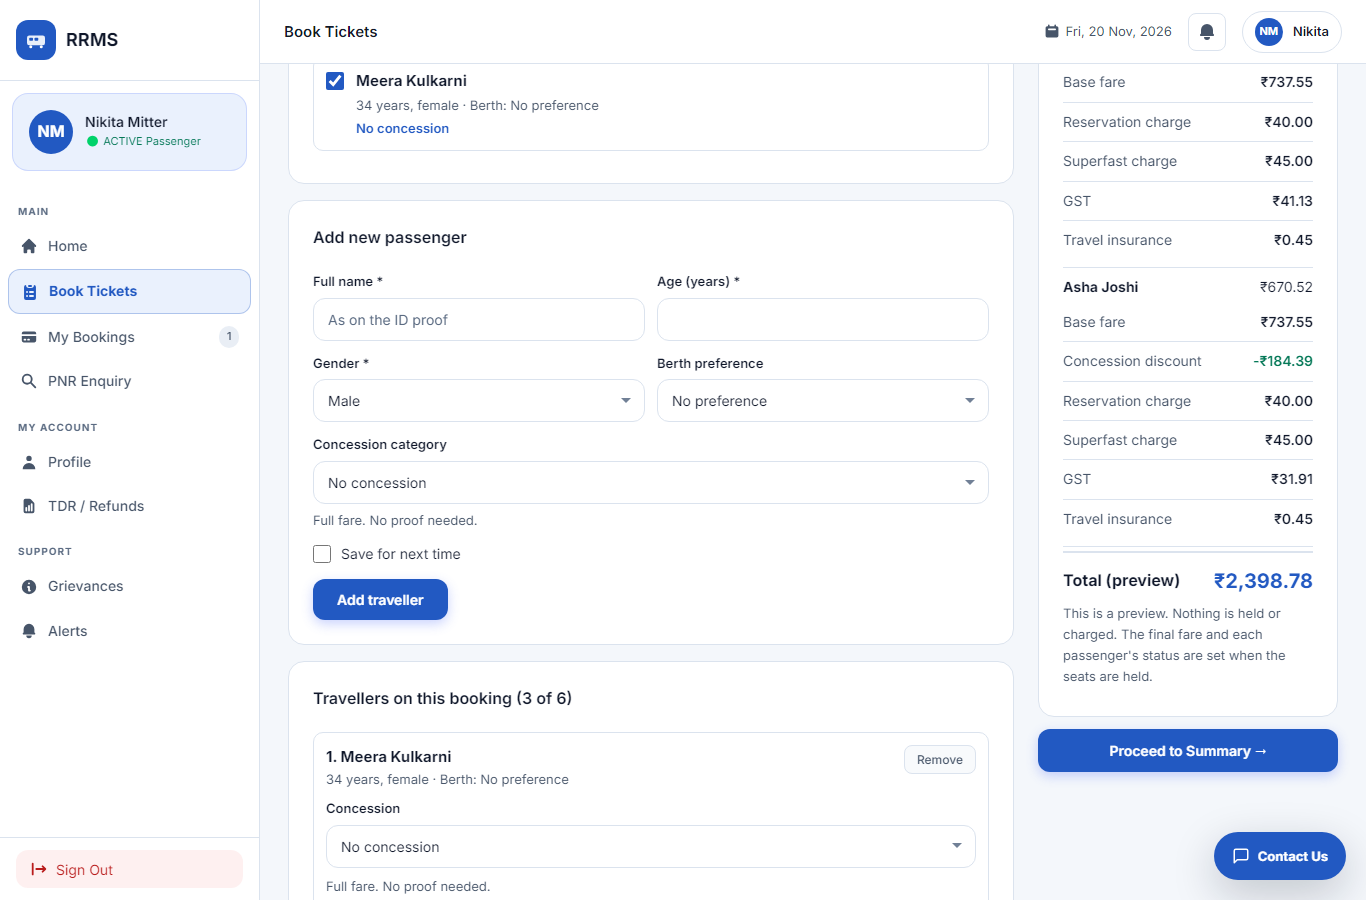 RRMS
NM
Nikita Mitter
ACTIVE Passenger
MAIN
Home
Book Tickets
My Bookings
1
PNR Enquiry
MY ACCOUNT
Profile
TDR / Refunds
SUPPORT
Grievances
Alerts
Sign Out
Book Tickets
Fri, 20 Nov, 2026
NM
Nikita
Meera Kulkarni
34 years, female · Berth: No preference
No concession
Add new passenger
Full name *
Age (years) *
As on the ID proof
Gender *
Berth preference
Male
No preference
Concession category
No concession
Full fare. No proof needed.
Save for next time
Add traveller
Travellers on this booking (3 of 6)
1. Meera Kulkarni
Remove
34 years, female · Berth: No preference
Concession
No concession
Full fare. No proof needed.
Base fare ₹737.55
Reservation charge ₹40.00
Superfast charge ₹45.00
GST ₹41.13
Travel insurance ₹0.45
Asha Joshi ₹670.52
Base fare ₹737.55
Concession discount -₹184.39
Reservation charge ₹40.00
Superfast charge ₹45.00
GST ₹31.91
Travel insurance ₹0.45
Total (preview) ₹2,398.78
This is a preview. Nothing is held or
charged. The final fare and each
passenger's status are set when the
seats are held.
Proceed to Summary →
Contact Us